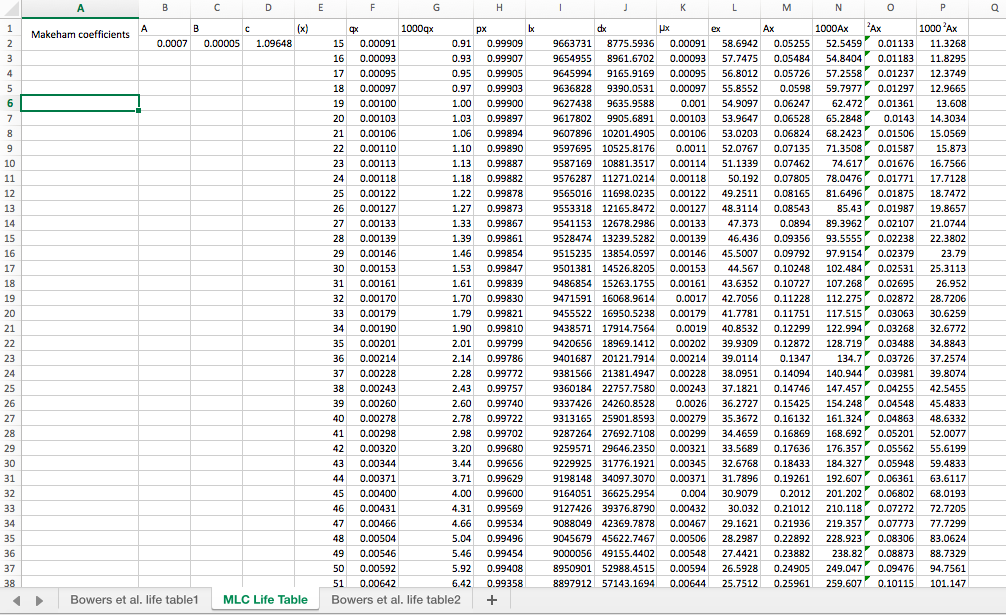 A B C D E F G H I J K L M N O P Q
1 Makeham coefficients A B c (x) qx 1000qx px lx dx μx ex Ax 1000Ax ²Ax 1000 ²Ax
2 0.0007 0.00005 1.09648 15 0.00091 0.91 0.99909 9663731 8775.5936 0.00091 58.6942 0.05255 52.5459 0.01133 11.3268
3 16 0.00093 0.93 0.99907 9654955 8961.6702 0.00093 57.7475 0.05484 54.8404 0.01183 11.8295
4 17 0.00095 0.95 0.99905 9645994 9165.9169 0.00095 56.8012 0.05726 57.2558 0.01237 12.3749
5 18 0.00097 0.97 0.99903 9636828 9390.0531 0.00097 55.8552 0.0598 59.7977 0.01297 12.9665
6 19 0.00100 1.00 0.99900 9627438 9635.9588 0.001 54.9097 0.06247 62.472 0.01361 13.608
7 20 0.00103 1.03 0.99897 9617802 9905.6891 0.00103 53.9647 0.06528 65.2848 0.0143 14.3034
8 21 0.00106 1.06 0.99894 9607896 10201.4905 0.00106 53.0203 0.06824 68.2423 0.01506 15.0569
9 22 0.00110 1.10 0.99890 9597695 10525.8176 0.0011 52.0767 0.07135 71.3508 0.01587 15.873
10 23 0.00113 1.13 0.99887 9587169 10881.3517 0.00114 51.1339 0.07462 74.617 0.01676 16.7566
11 24 0.00118 1.18 0.99882 9576287 11271.0214 0.00118 50.192 0.07805 78.0476 0.01771 17.7128
12 25 0.00122 1.22 0.99878 9565016 11698.0235 0.00122 49.2511 0.08165 81.6496 0.01875 18.7472
13 26 0.00127 1.27 0.99873 9553318 12165.8472 0.00127 48.3114 0.08543 85.43 0.01987 19.8657
14 27 0.00133 1.33 0.99867 9541153 12678.2986 0.00133 47.373 0.0894 89.3962 0.02107 21.0744
15 28 0.00139 1.39 0.99861 9528474 13239.5282 0.00139 46.436 0.09356 93.5555 0.02238 22.3802
16 29 0.00146 1.46 0.99854 9515235 13854.0597 0.00146 45.5007 0.09792 97.9154 0.02379 23.79
17 30 0.00153 1.53 0.99847 9501381 14526.8205 0.00153 44.567 0.10248 102.484 0.02531 25.3113
18 31 0.00161 1.61 0.99839 9486854 15263.1755 0.00161 43.6352 0.10727 107.268 0.02695 26.952
19 32 0.00170 1.70 0.99830 9471591 16068.9614 0.0017 42.7056 0.11228 112.275 0.02872 28.7206
20 33 0.00179 1.79 0.99821 9455522 16950.5238 0.00179 41.7781 0.11751 117.515 0.03063 30.6259
21 34 0.00190 1.90 0.99810 9438571 17914.7564 0.0019 40.8532 0.12299 122.994 0.03268 32.6772
22 35 0.00201 2.01 0.99799 9420656 18969.1412 0.00202 39.9309 0.12872 128.719 0.03488 34.8843
23 36 0.00214 2.14 0.99786 9401687 20121.7914 0.00214 39.0114 0.1347 134.7 0.03726 37.2574
24 37 0.00228 2.28 0.99772 9381566 21381.4947 0.00228 38.0951 0.14094 140.944 0.03981 39.8074
25 38 0.00243 2.43 0.99757 9360184 22757.7580 0.00243 37.1821 0.14746 147.457 0.04255 42.5455
26 39 0.00260 2.60 0.99740 9337426 24260.8528 0.0026 36.2727 0.15425 154.248 0.04548 45.4833
27 40 0.00278 2.78 0.99722 9313165 25901.8593 0.00279 35.3672 0.16132 161.324 0.04863 48.6332
28 41 0.00298 2.98 0.99702 9287264 27692.7108 0.00299 34.4659 0.16869 168.692 0.05201 52.0077
29 42 0.00320 3.20 0.99680 9259571 29646.2350 0.00321 33.5689 0.17636 176.357 0.05562 55.6199
30 43 0.00344 3.44 0.99656 9229925 31776.1921 0.00345 32.6768 0.18433 184.327 0.05948 59.4833
31 44 0.00371 3.71 0.99629 9198148 34097.3070 0.00371 31.7896 0.19261 192.607 0.06361 63.6117
32 45 0.00400 4.00 0.99600 9164051 36625.2954 0.004 30.9079 0.2012 201.202 0.06802 68.0193
33 46 0.00431 4.31 0.99569 9127426 39376.8790 0.00432 30.032 0.21012 210.118 0.07272 72.7205
34 47 0.00466 4.66 0.99534 9088049 42369.7878 0.00467 29.1621 0.21936 219.357 0.07773 77.7299
35 48 0.00504 5.04 0.99496 9045679 45622.7467 0.00506 28.2987 0.22892 228.923 0.08306 83.0624
36 49 0.00546 5.46 0.99454 9000056 49155.4402 0.00548 27.4421 0.23882 238.82 0.08873 88.7329
37 50 0.00592 5.92 0.99408 8950901 52988.4515 0.00594 26.5928 0.24905 249.047 0.09476 94.7561
38 51 0.00642 6.42 0.99358 8897912 57143.1694 0.00644 25.7512 0.25961 259.607 0.10115 101.147
Bowers et al. life table1 MLC Life Table Bowers et al. life table2 +